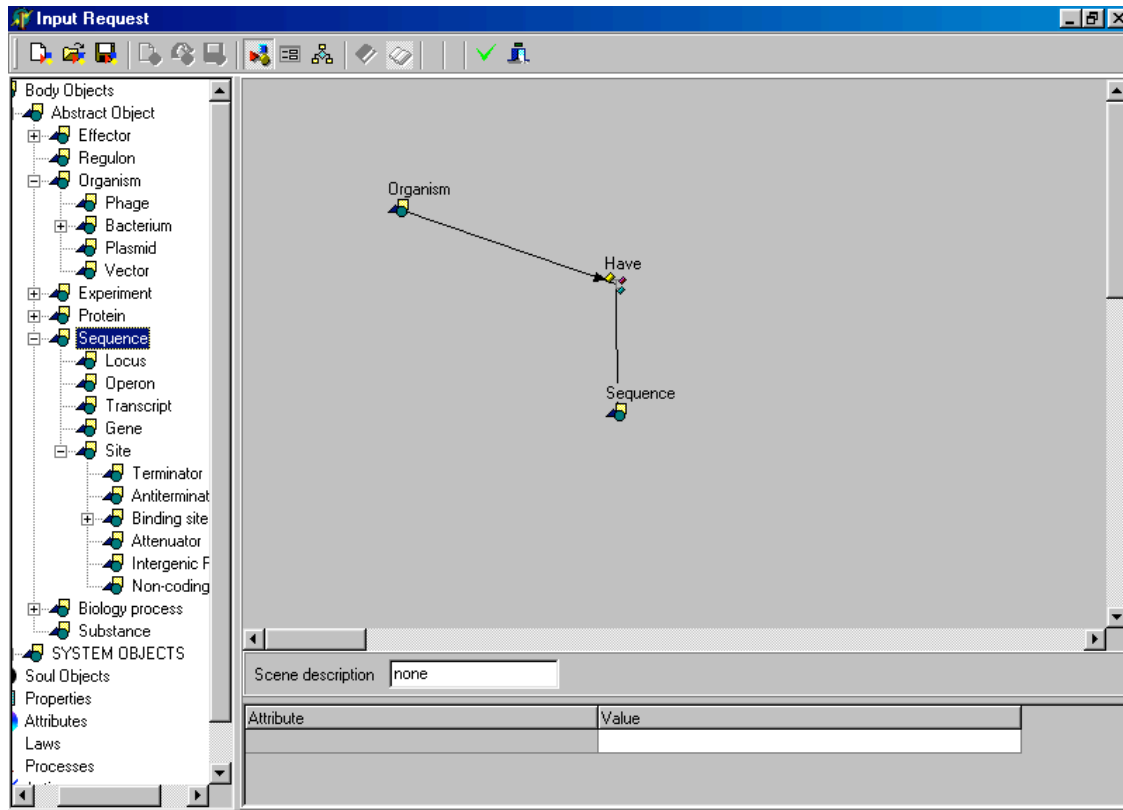 Input Request
Body Objects
Abstract Object
Effector
Regulon
Organism
Phage
Bacterium
Plasmid
Vector
Experiment
Protein
Sequence
Locus
Operon
Transcript
Gene
Site
Terminator
Antiterminat
Binding site
Attenuator
Intergenic F
Non-coding
Biology process
Substance
SYSTEM OBJECTS
Soul Objects
Properties
Attributes
Laws
Processes
Organism
Have
Sequence
Scene description none
Attribute Value